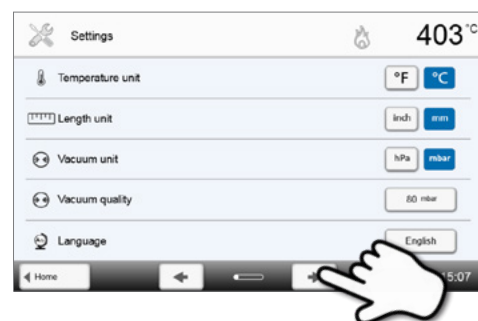 Settings 403 °C
Temperature unit °F °C
Length unit inch mm
Vacuum unit hPa mbar
Vacuum quality 80 mbar
Language English
Home 15:07